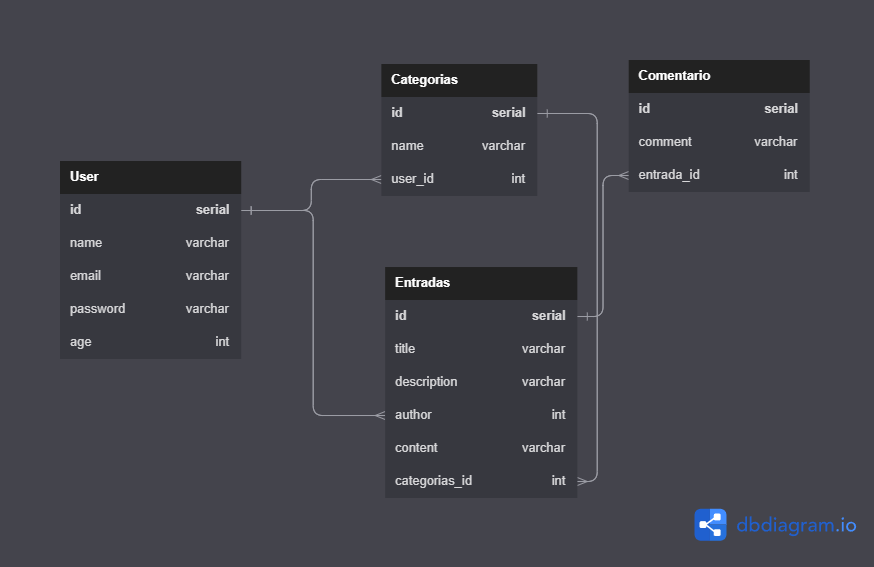 User
id serial
name varchar
email varchar
password varchar
age int
Categorias
id serial
name varchar
user_id int
Entradas
id serial
title varchar
description varchar
author int
content varchar
categorias_id int
Comentario
id serial
comment varchar
entrada_id int
dbdiagram.io